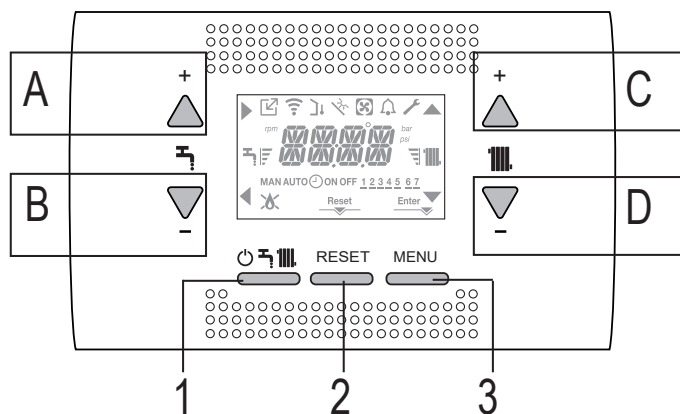 A + + C
rpm bar
psi
B MAN AUTO ON OFF 1 2 3 4 5 6 7 D
Reset Enter
- -
RESET MENU
1 2 3